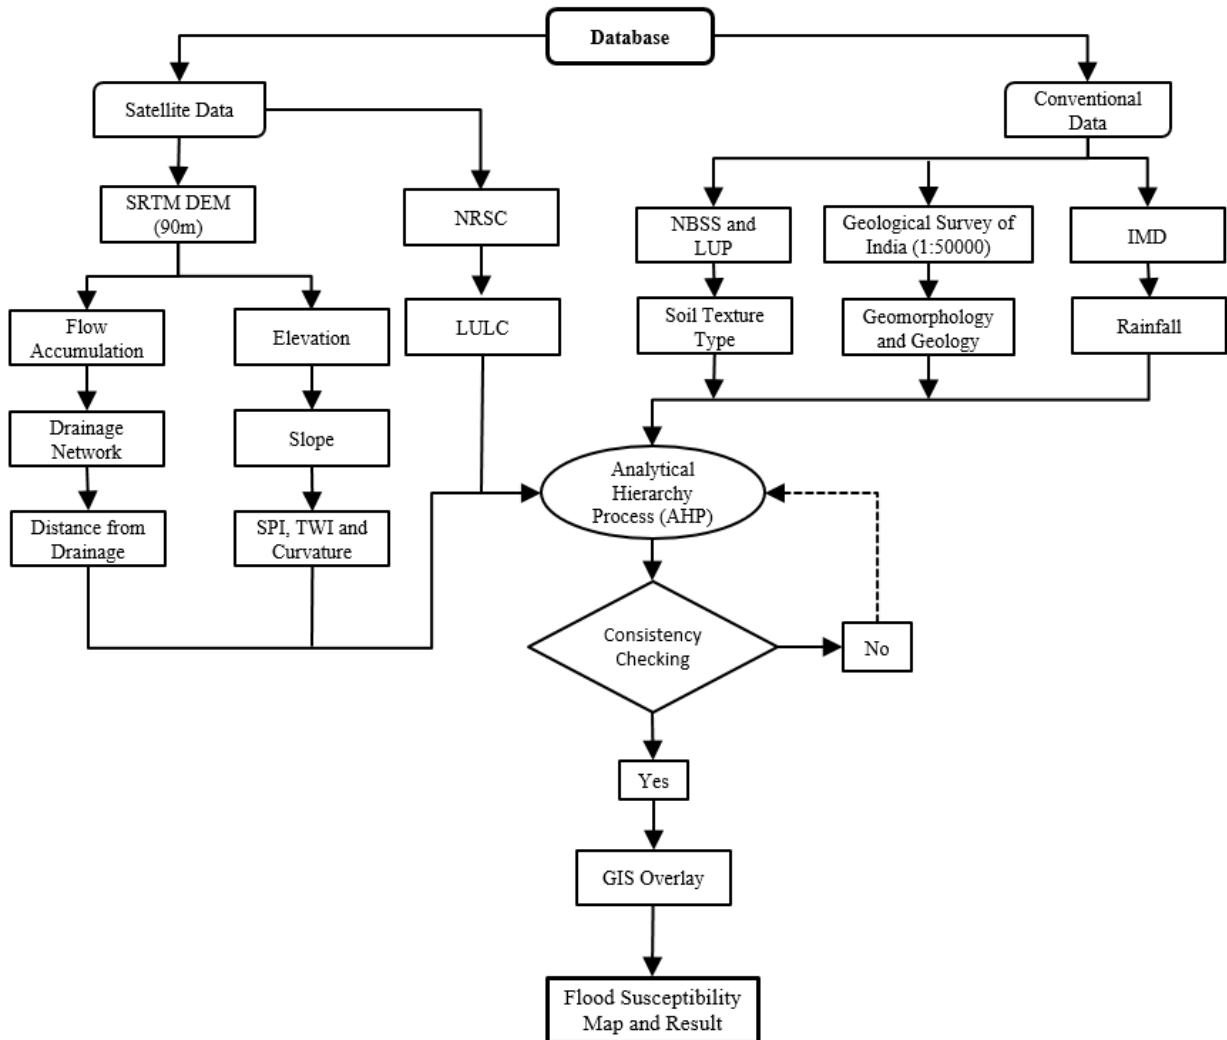 Database
Satellite Data
Conventional
Data
SRTM DEM
(90m)
NRSC
NBSS and
LUP
Geological Survey of
India (1:50000)
IMD
Flow
Accumulation
Elevation
LULC
Soil Texture
Type
Geomorphology
and Geology
Rainfall
Drainage
Network
Slope
Analytical
Hierarchy
Process (AHP)
Distance from
Drainage
SPI, TWI and
Curvature
Consistency
Checking
No
Yes
GIS Overlay
Flood Susceptibility
Map and Result